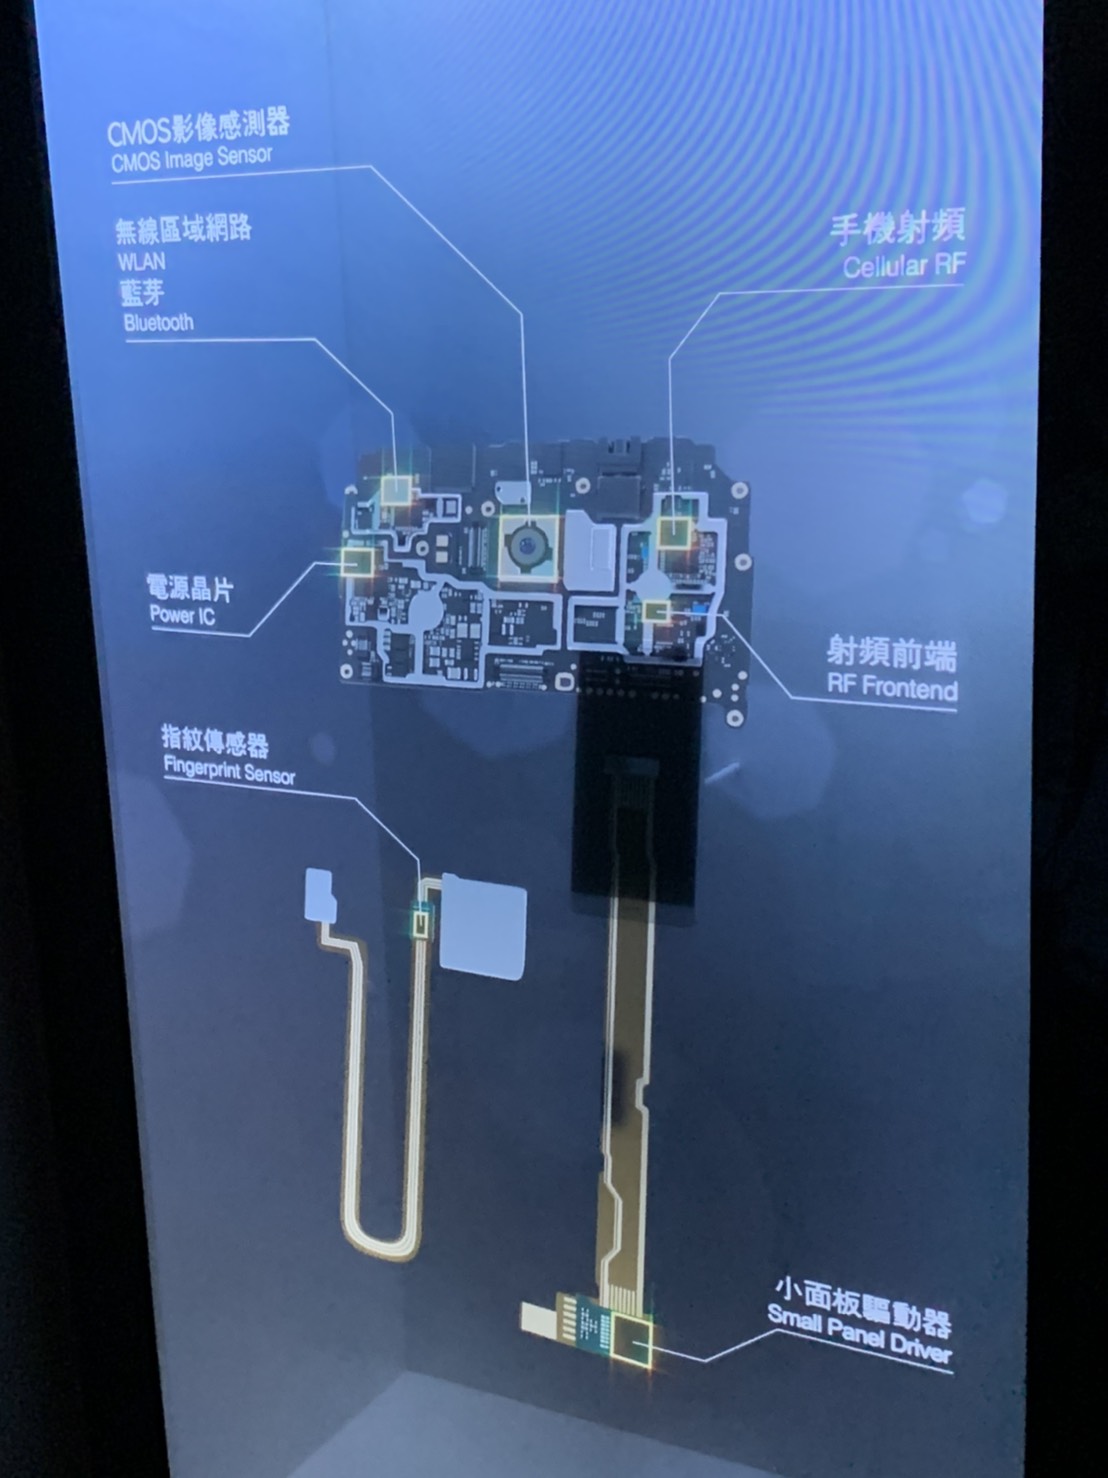 CMOS影像感測器
CMOS Image Sensor
無線區域網路
WLAN
藍芽
Bluetooth
手機射頻
Cellular RF
電源晶片
Power IC
射頻前端
RF Frontend
指紋傳感器
Fingerprint Sensor
小面板驅動器
Small Panel Driver